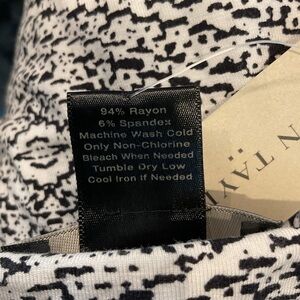 94% Rayon
6% Spandex
Machine Wash Cold
Only Non-Chlorine
Bleach When Needed
Tumble Dry Low
Cool Iron if Needed
N TAY